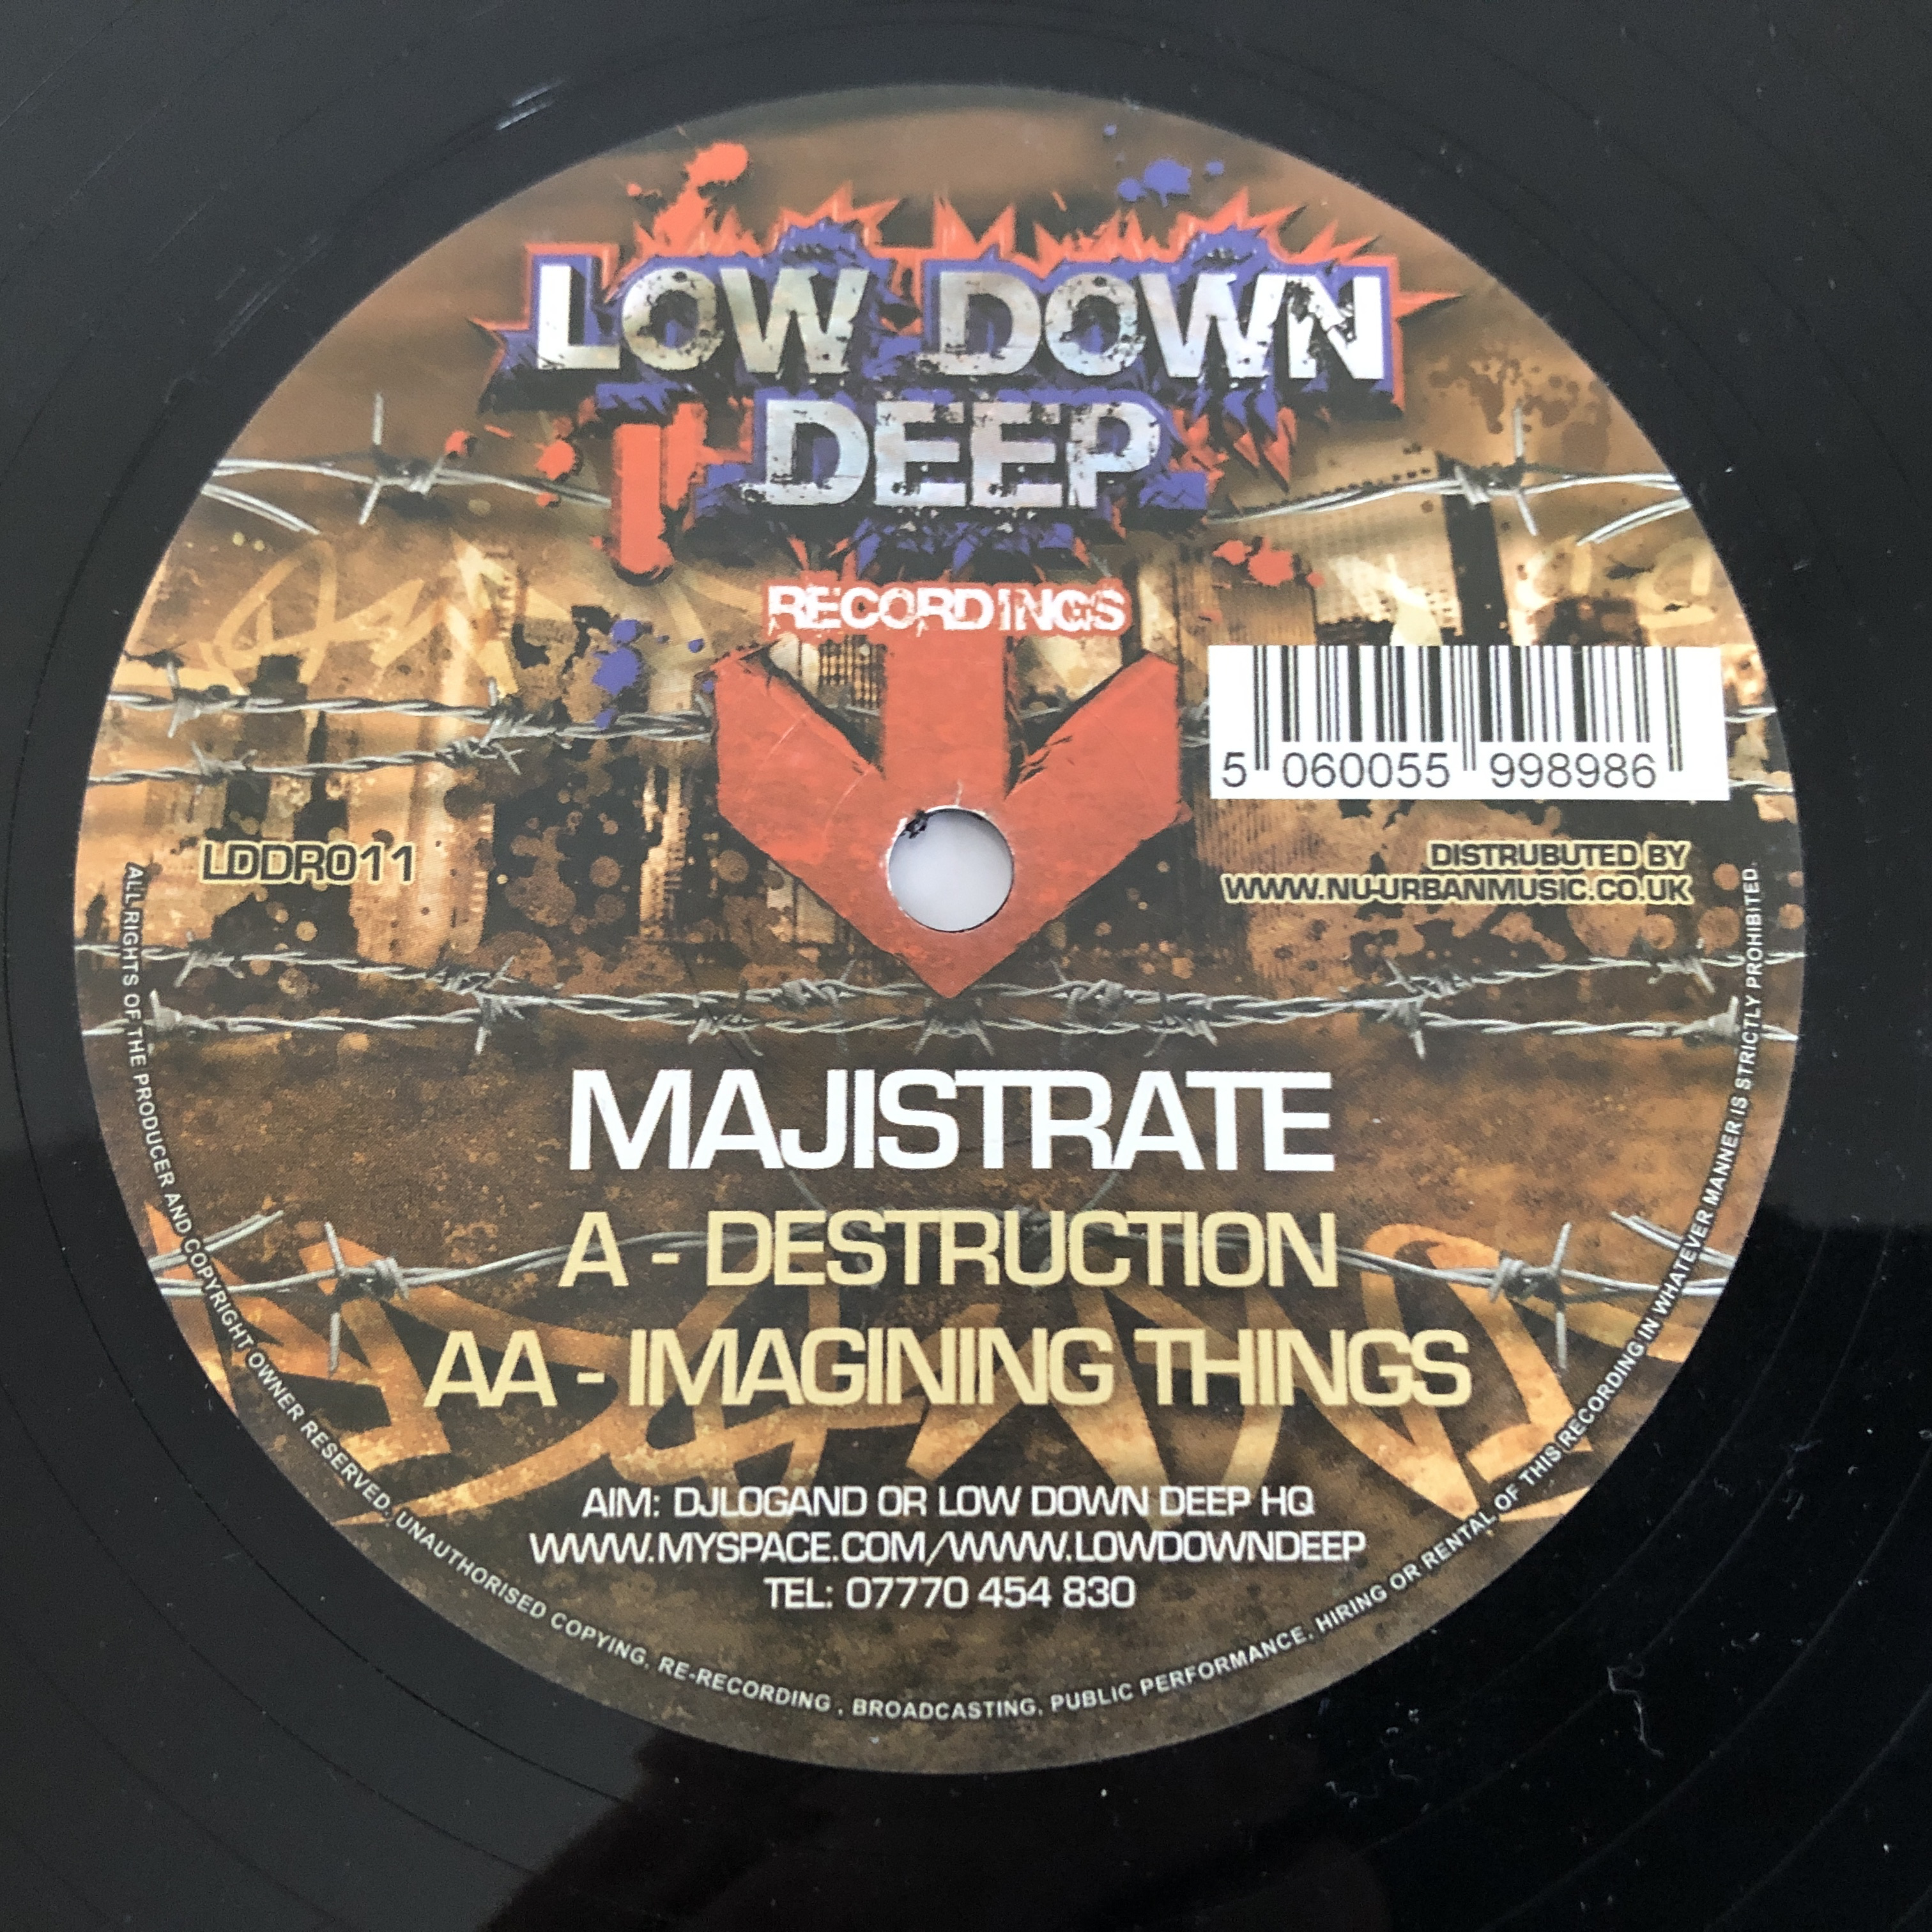 LOW DOWN
DEEP
RECORDINGS
5 060055 998986
LDDR011
DISTRUBUTED BY
WWW.NU-URBANMUSIC.CO.UK
MAJISTRATE
A - DESTRUCTION
AA - IMAGINING THINGS
AIM: DJLOGAND OR LOW DOWN DEEP HQ
WWW.MYSPACE.COM/WWW.LOWDOWNDEEP
TEL: 07770 454 830
ALL RIGHTS OF THE PRODUCER AND COPYRIGHT OWNER RESERVED. UNAUTHORISED COPYING, RE-RECORDING , BROADCASTING, PUBLIC PERFORMANCE, HIRING OR RENTAL OF THIS RECORDING IN WHATEVER MANNER IS STRICTLY PROHIBITED.